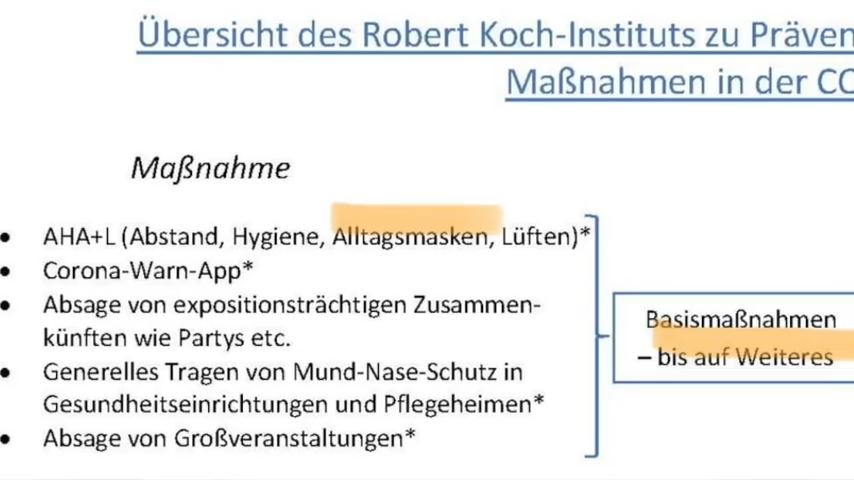 Übersicht des Robert Koch-Instituts zu Präven
Maßnahmen in der CO
Maßnahme
• AHA+L (Abstand, Hygiene, Alltagsmasken, Lüften)*
• Corona-Warn-App*
• Absage von expositionsträchtigen Zusammen-
künften wie Partys etc.
• Generelles Tragen von Mund-Nase-Schutz in
Gesundheitseinrichtungen und Pflegeheimen*
• Absage von Großveranstaltungen*
Basismaßnahmen
– bis auf Weiteres